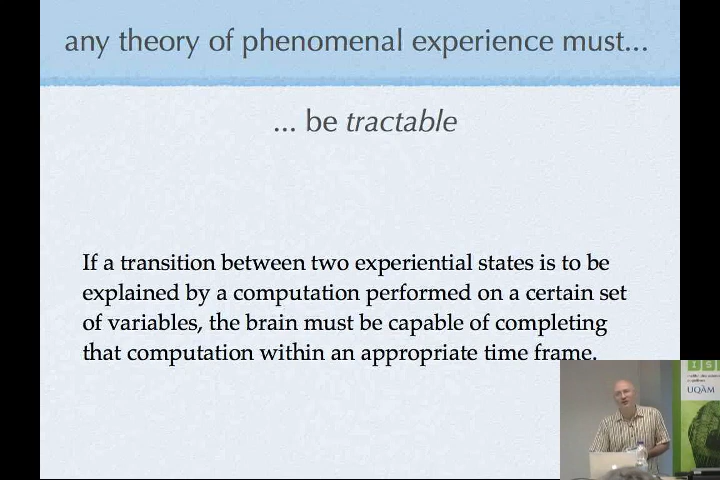 any theory of phenomenal experience must...
... be tractable
If a transition between two experiential states is to be
explained by a computation performed on a certain set
of variables, the brain must be capable of completing
that computation within an appropriate time frame.
UQÀM